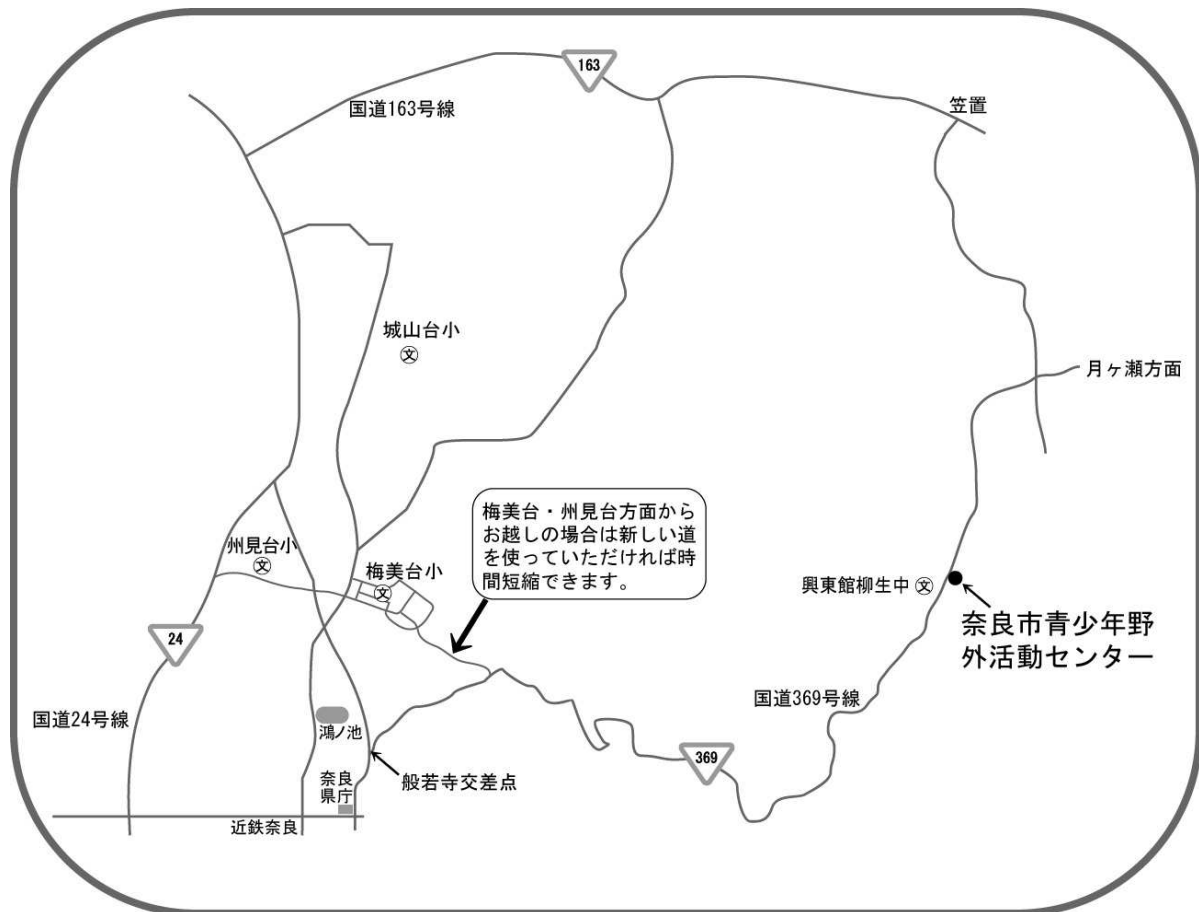 163
国道163号線
笠置
城山台小
文
月ヶ瀬方面
梅美台・州見台方面から
お越しの場合は新しい道
を使っていただければ時
間短縮できます。
州見台小
文
梅美台小
文
興東館柳生中 文
奈良市青少年野
外活動センター
24
国道24号線
国道369号線
鴻ノ池
369
般若寺交差点
奈良
県庁
近鉄奈良